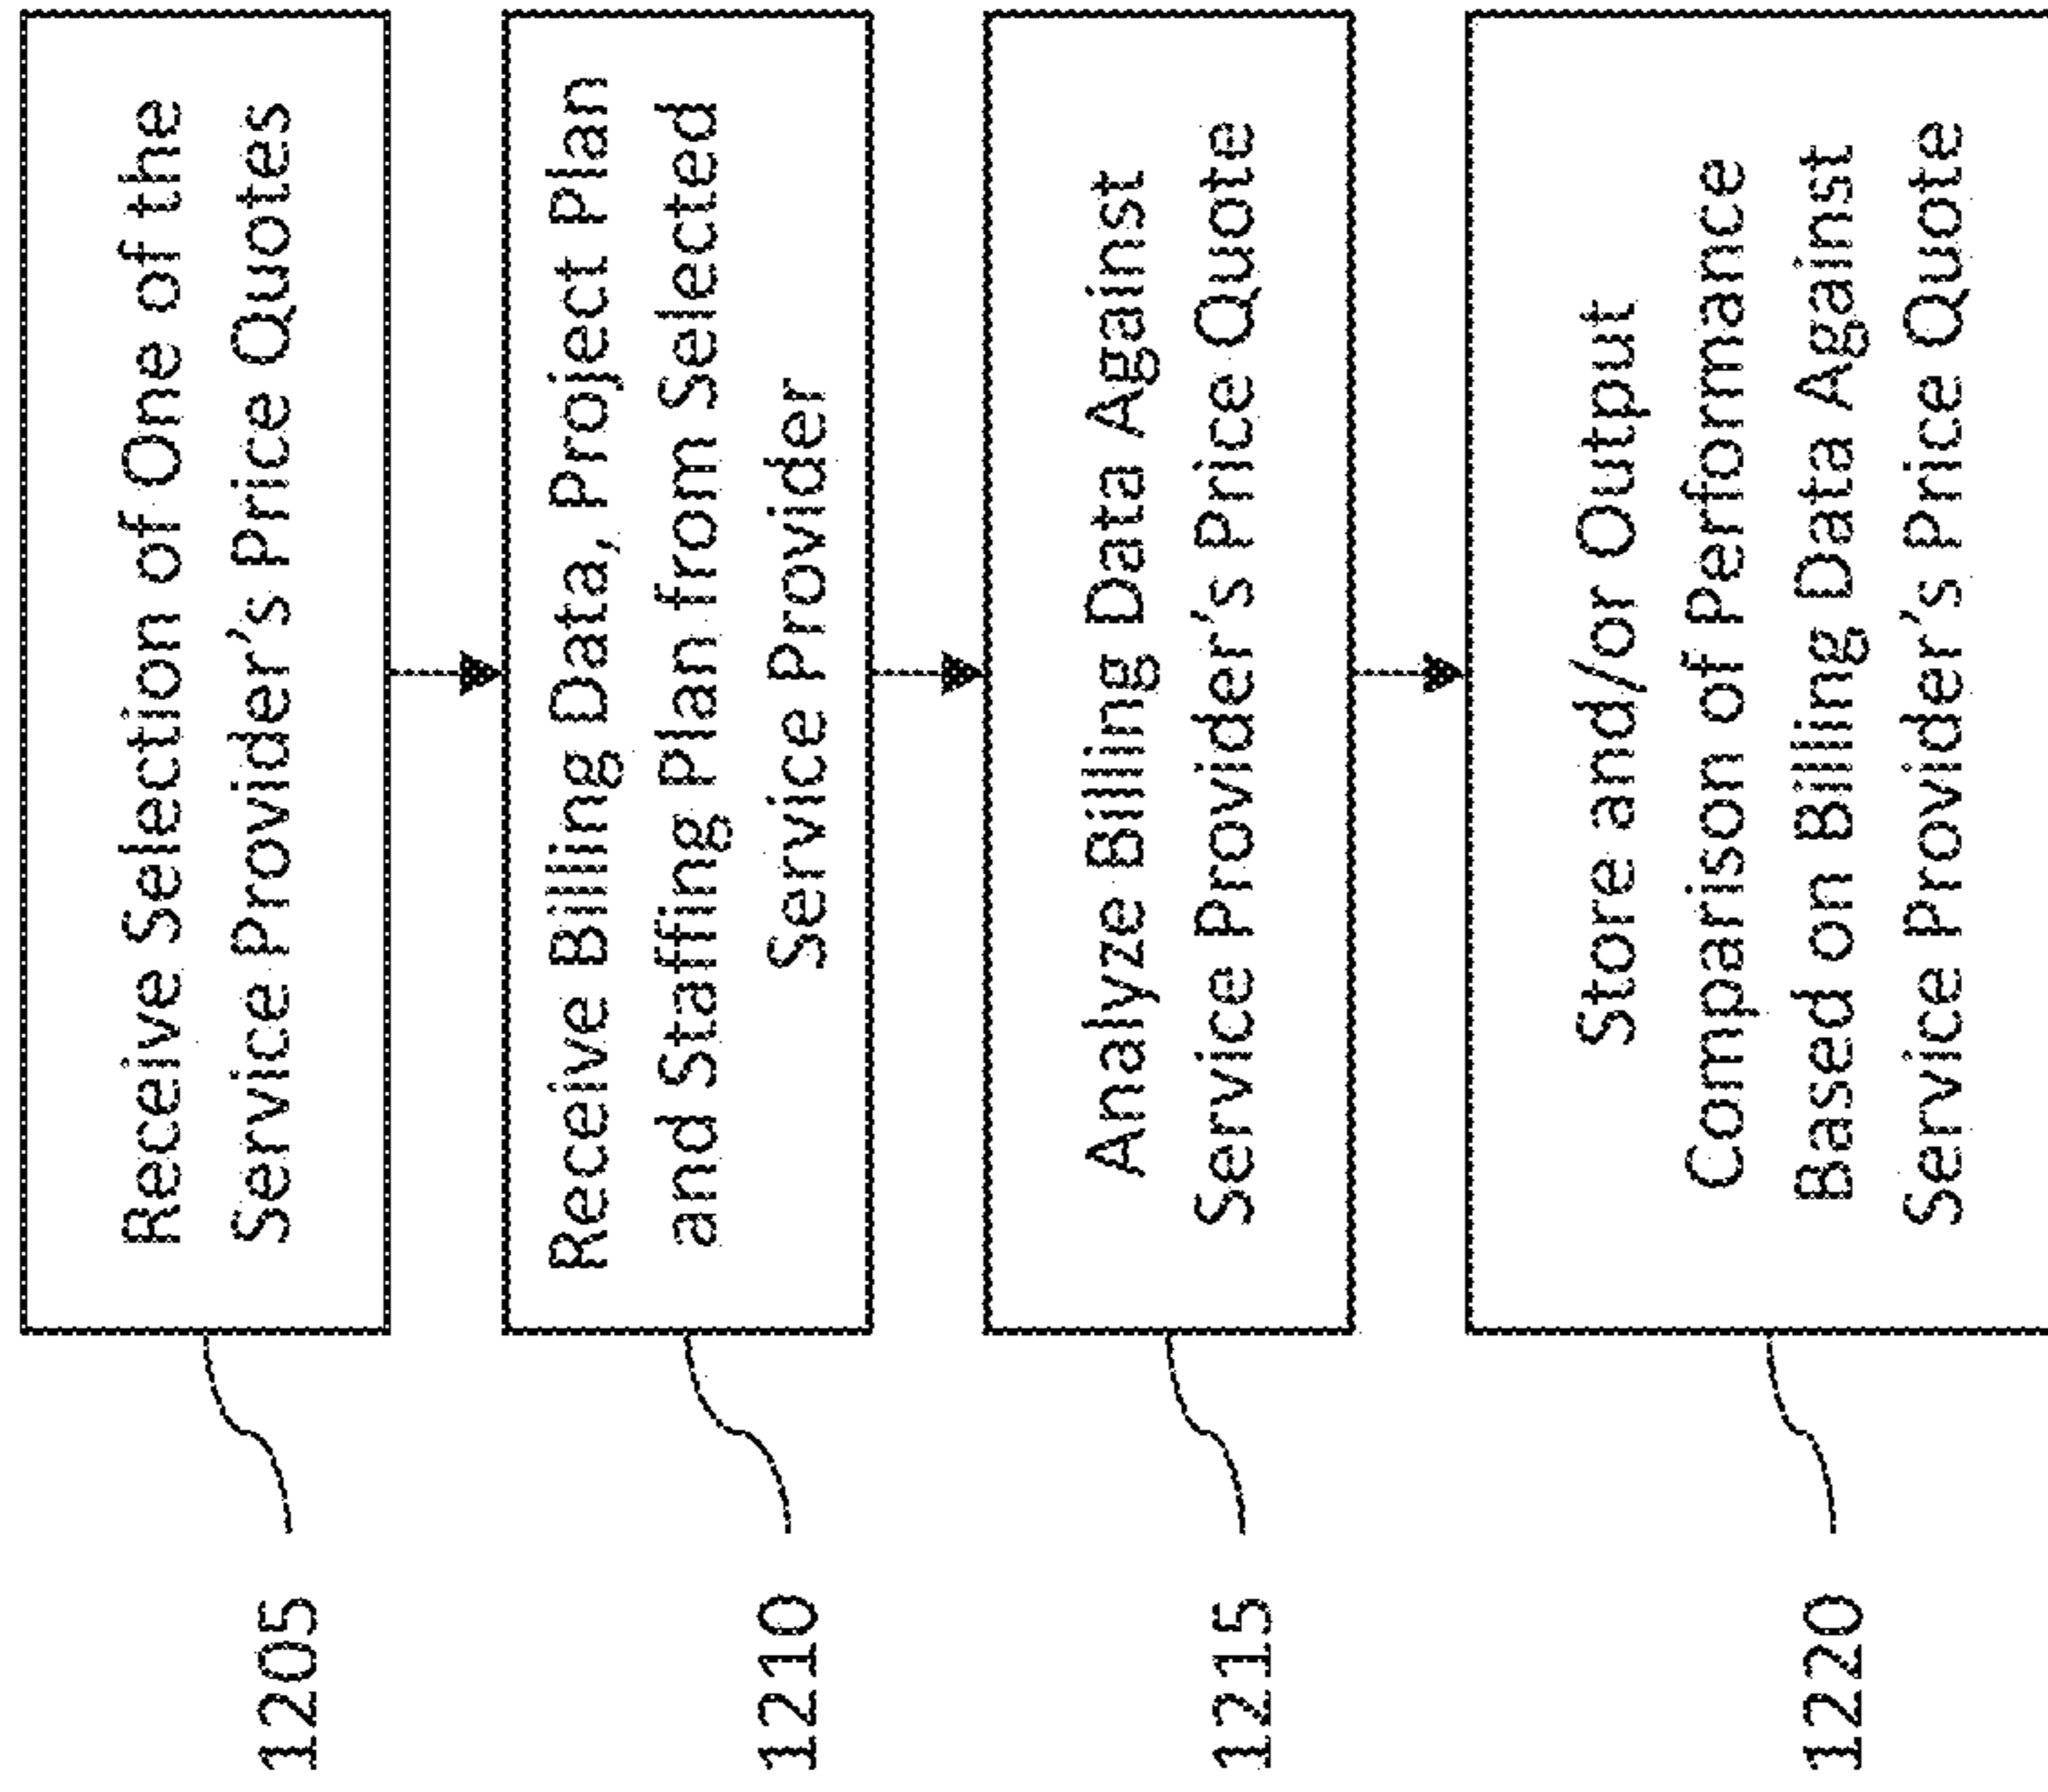 1205
Receive Selection of One of the
Service Provider's Price Quotes
1210
Receive Billing Data, Project Plan
and Staffing Plan from Selected
Service Provider
1215
Analyze Billing Data Against
Service Provider's Price Quote
1220
Store and/or Output
Comparison of Performance
Based on Billing Data Against
Service Provider's Price Quote